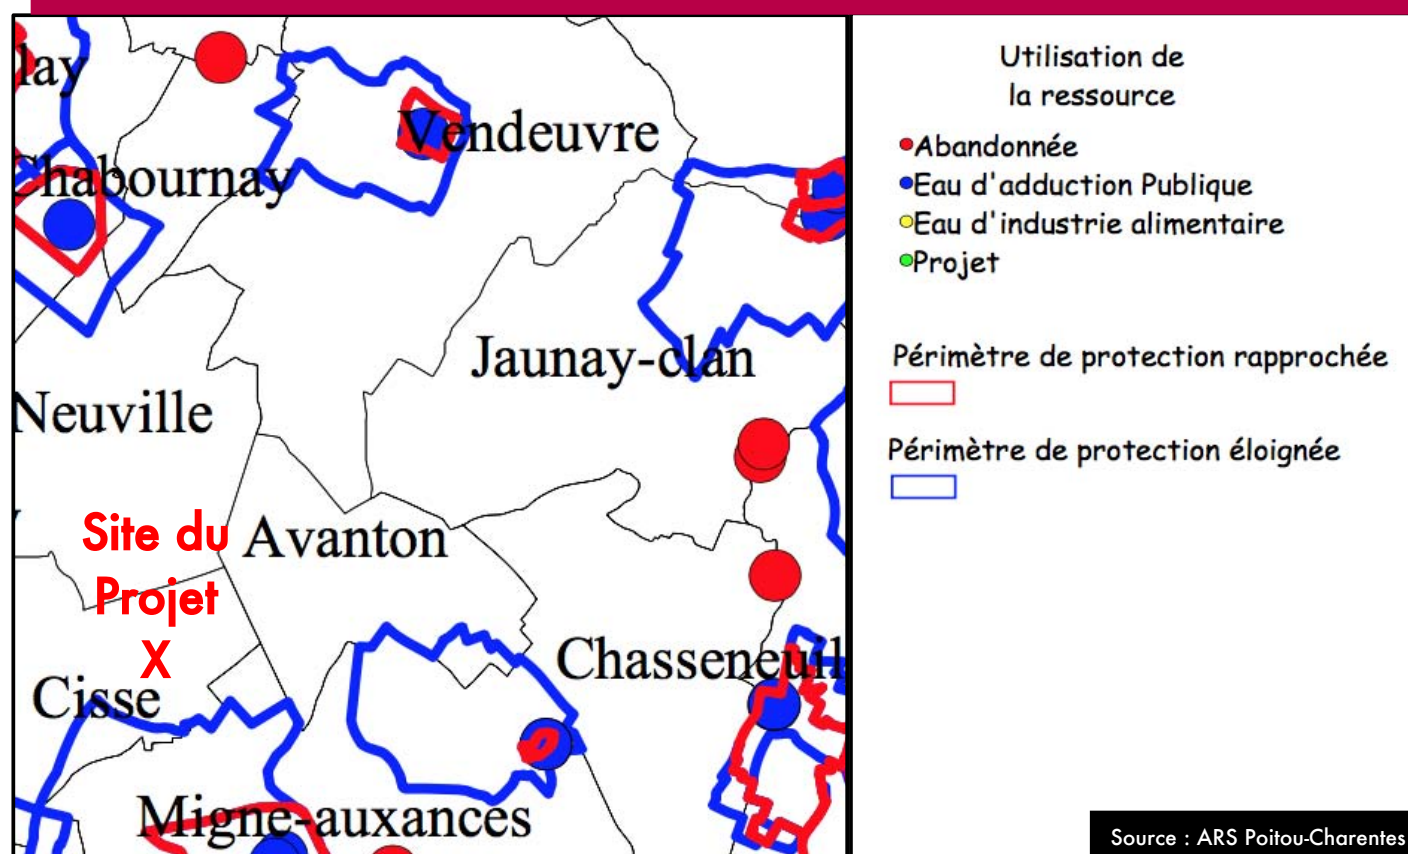 lay
Vendeuvre
Chabournay
Jaunay-clan
Neuville
Site du
Projet
X
Avanton
Chasseneuil
Cisse
Migne-auxances
Utilisation de
la ressource
Abandonnée
Eau d'adduction Publique
Eau d'industrie alimentaire
Projet
Périmètre de protection rapprochée
Périmètre de protection éloignée
Source : ARS Poitou-Charentes